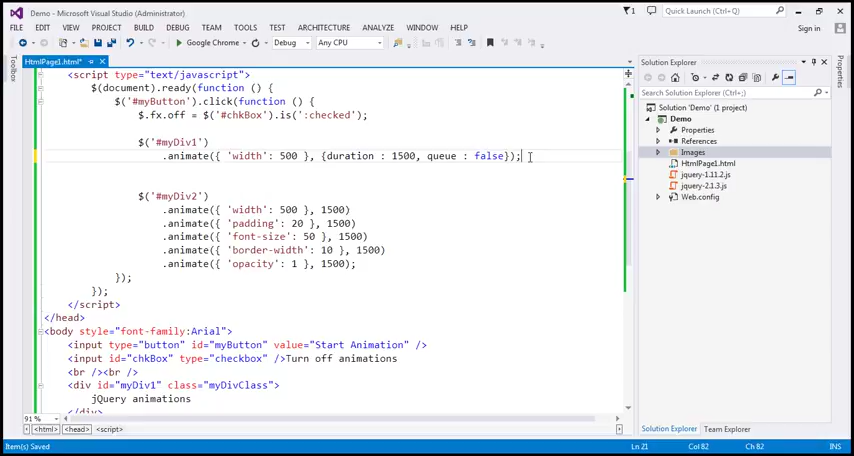 Demo - Microsoft Visual Studio (Administrator)
1
Quick Launch (Ctrl+Q)
FILE EDIT VIEW PROJECT BUILD DEBUG TEAM TOOLS TEST ARCHITECTURE ANALYZE WINDOW HELP
Sign in
Google Chrome Debug Any CPU
Toolbox
HtmlPage1.html*
<script type="text/javascript">
$(document).ready(function () {
$('#myButton').click(function () {
$.fx.off = $('#chkBox').is(':checked');
$('#myDiv1')
.animate({ 'width': 500 }, {duration : 1500, queue : false});
$('#myDiv2')
.animate({ 'width': 500 }, 1500)
.animate({ 'padding': 20 }, 1500)
.animate({ 'font-size': 50 }, 1500)
.animate({ 'border-width': 10 }, 1500)
.animate({ 'opacity': 1 }, 1500);
});
});
</script>
</head>
<body style="font-family:Arial">
<input type="button" id="myButton" value="Start Animation" />
<input id="chkBox" type="checkbox" />Turn off animations
<br /><br />
<div id="myDiv1" class="myDivClass">
jQuery animations
</div>
91 %
<html> <head> <script>
Solution Explorer
Search Solution Explorer (Ctrl+;)
Solution 'Demo' (1 project)
Demo
Properties
References
Images
HtmlPage1.html
jquery-1.11.2.js
jquery-2.1.3.js
Web.config
Solution Explorer Team Explorer
Properties
Item(s) Saved
Ln 21 Col 82 Ch 82 INS